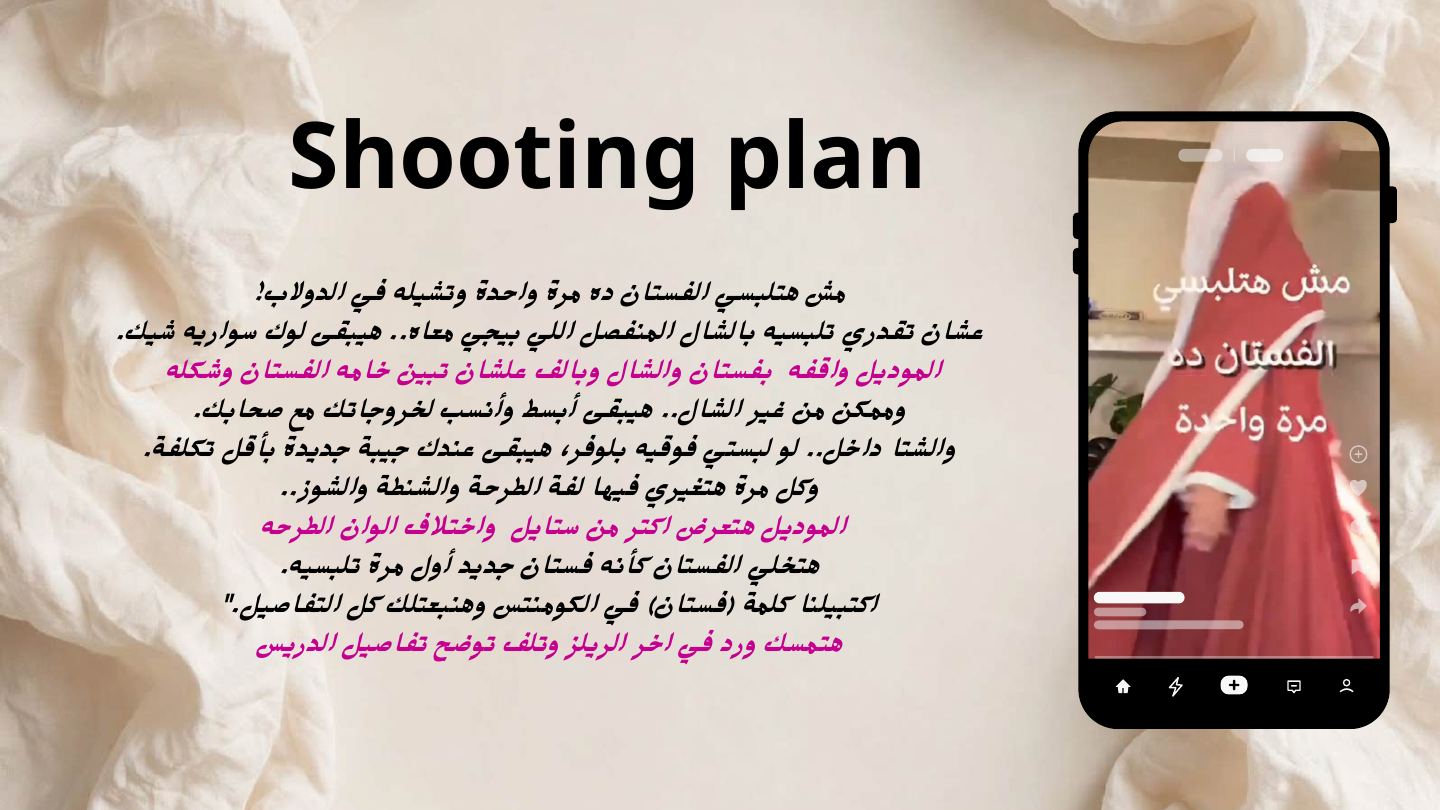 Shooting plan
مش هتلبسي الفستان ده مرة واحدة وتشيله في الدولاب!
عشان تقدري تلبسيه بالشال المنفصل اللي بيجي معاه.. هيبقى لوك سواريه شيك.
الموديل واقفه بفستان والشال وبالف علشان تبين خامه الفستان وشكله
وممكن من غير الشال.. هيبقى أبسط وأنسب لخروجاتك مع صحابك.
والشتا داخل.. لو لبستي فوقيه بلوفر، هيبقى عندك جيبة جديدة بأقل تكلفة.
وكل مرة هتغيري فيها لفة الطرحة والشنطة والشوز..
الموديل هتعرض اكتر من ستايل واختلاف الوان الطرحه
هتخلي الفستان كأنه فستان جديد أول مرة تلبسيه.
اكتبيلنا كلمة (فستان) في الكومنتس وهنبعتلك كل التفاصيل."
هتمسك ورد في اخر الريلز وتلف توضح تفاصيل الدريس
مش هتلبسي
الفستان ده
مرة واحدة